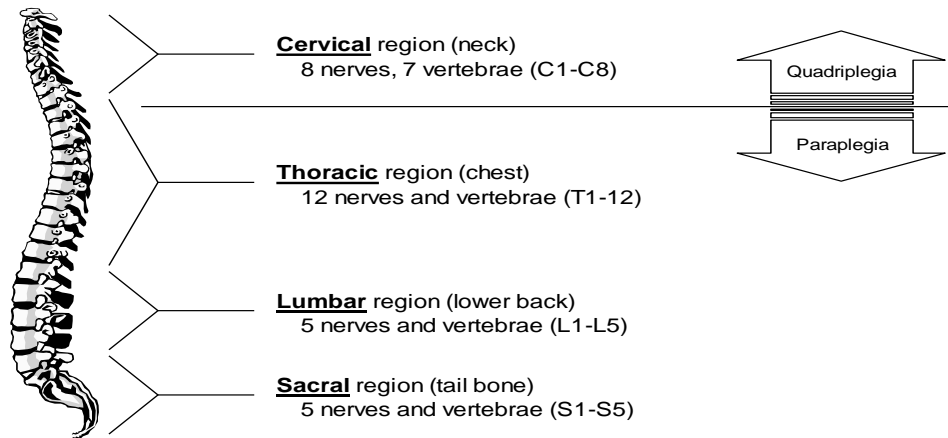 Cervical region (neck)
8 nerves, 7 vertebrae (C1-C8)
Quadriplegia
Paraplegia
Thoracic region (chest)
12 nerves and vertebrae (T1-12)
Lumbar region (lower back)
5 nerves and vertebrae (L1-L5)
Sacral region (tail bone)
5 nerves and vertebrae (S1-S5)